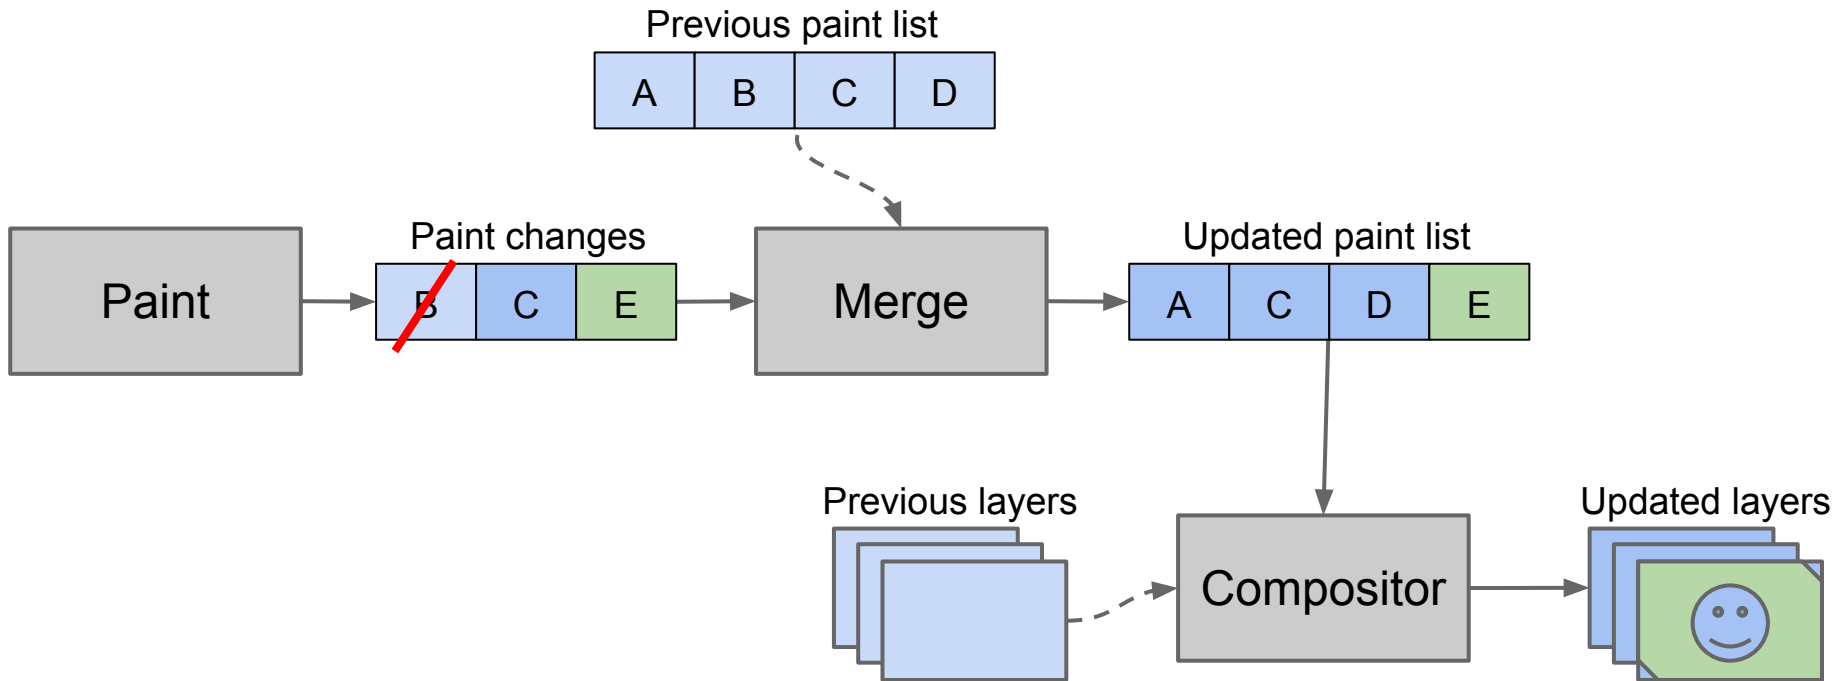 Previous paint list
A B C D
Paint changes
Updated paint list
Paint
B C E
Merge
A C D E
Previous layers
Updated layers
Compositor